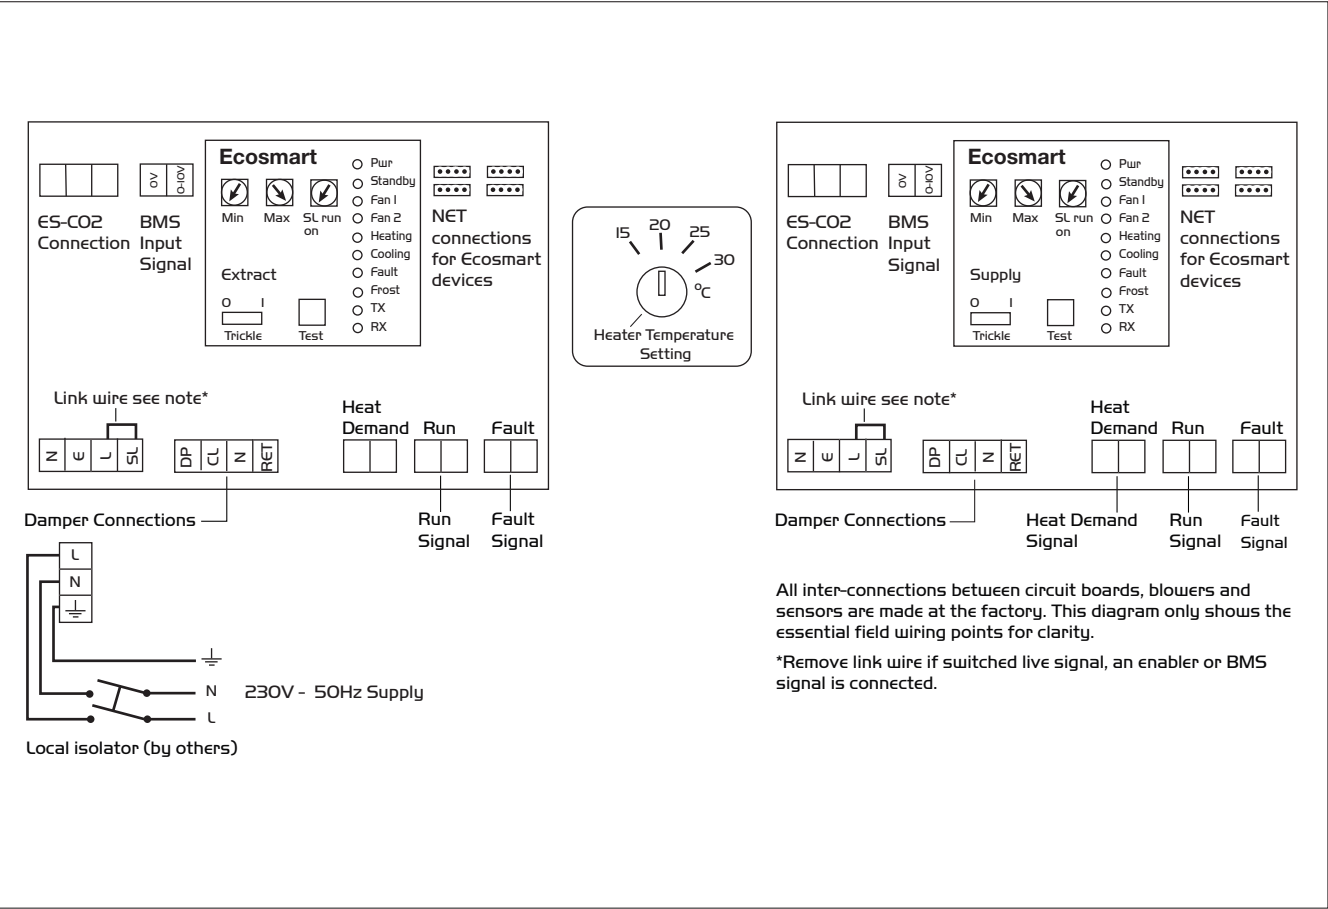 Ecosmart
Pwr
Standby
Fan 1
Fan 2
Heating
Cooling
Fault
Frost
TX
RX
Min
Max
SL run
on
Extract
O I
Trickle
Test
0V
0-10V
ES-CO2
Connection
BMS
Input
Signal
NET
connections
for Ecosmart
devices
Link wire see note*
N E L SL
DP CL N RET
Heat
Demand
Run
Fault
Damper Connections
Run
Signal
Fault
Signal
15
20
25
30
°C
Heater Temperature
Setting
Ecosmart
Pwr
Standby
Fan 1
Fan 2
Heating
Cooling
Fault
Frost
TX
RX
Min
Max
SL run
on
Supply
O I
Trickle
Test
0V
0-10V
ES-CO2
Connection
BMS
Input
Signal
NET
connections
for Ecosmart
devices
Link wire see note*
N E L SL
DP CL N RET
Heat
Demand
Run
Fault
Damper Connections
Heat Demand
Signal
Run
Signal
Fault
Signal
L
N
N
L
230V - 50Hz Supply
Local isolator (by others)
All inter-connections between circuit boards, blowers and
sensors are made at the factory. This diagram only shows the
essential field wiring points for clarity.
*Remove link wire if switched live signal, an enabler or BMS
signal is connected.